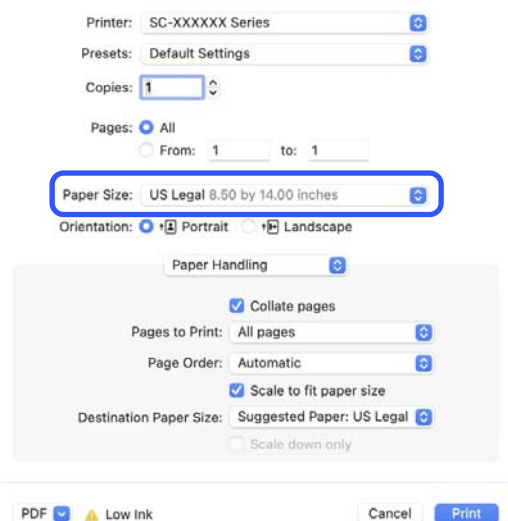 Printer: SC-XXXXXX Series
Presets: Default Settings
Copies: 1
Pages: All
From: 1 to: 1
Paper Size: US Legal 8.50 by 14.00 inches
Orientation: Portrait Landscape
Paper Handling
Collate pages
Pages to Print: All pages
Page Order: Automatic
Scale to fit paper size
Destination Paper Size: Suggested Paper: US Legal
Scale down only
PDF Low Ink Cancel Print